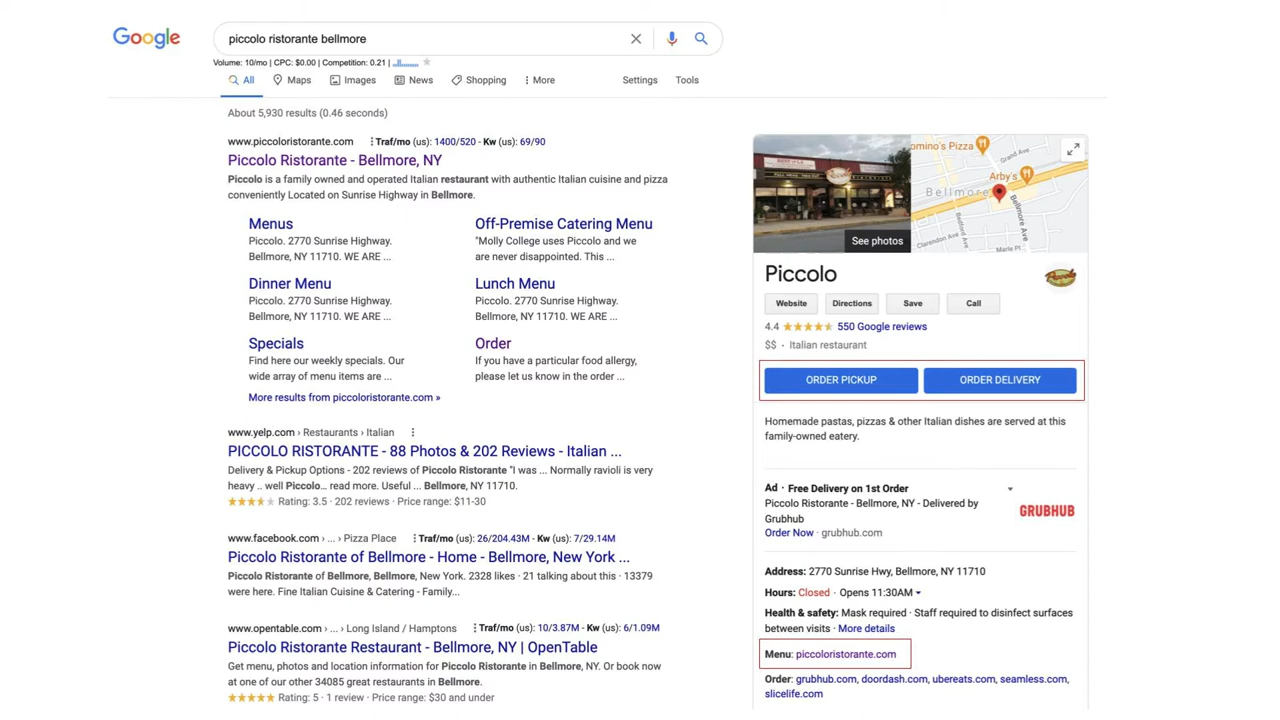 Google
piccolo ristorante bellmore
Volume: 10/mo | CPC: $0.00 | Competition: 0.21 |
All Maps Images News Shopping More Settings Tools
About 5,930 results (0.46 seconds)
www.piccoloristorante.com Traf/mo (us): 1400/520 - Kw (us): 69/90
Piccolo Ristorante - Bellmore, NY
Piccolo is a family owned and operated Italian restaurant with authentic Italian cuisine and pizza
conveniently Located on Sunrise Highway in Bellmore.
Menus
Piccolo. 2770 Sunrise Highway.
Bellmore, NY 11710. WE ARE ...
Off-Premise Catering Menu
"Molly College uses Piccolo and we
are never disappointed. This ...
Dinner Menu
Piccolo. 2770 Sunrise Highway.
Bellmore, NY 11710. WE ARE ...
Lunch Menu
Piccolo. 2770 Sunrise Highway.
Bellmore, NY 11710. WE ARE ...
Specials
Find here our weekly specials. Our
wide array of menu items are ...
Order
If you have a particular food allergy,
please let us know in the order ...
More results from piccoloristorante.com »
www.yelp.com › Restaurants › Italian
PICCOLO RISTORANTE - 88 Photos & 202 Reviews - Italian ...
Delivery & Pickup Options - 202 reviews of Piccolo Ristorante "I was ... Normally ravioli is very
heavy .. well Piccolo… read more. Useful ... Bellmore, NY 11710.
Rating: 3.5 · 202 reviews · Price range: $11-30
www.facebook.com › ... › Pizza Place Traf/mo (us): 26/204.43M - Kw (us): 7/29.14M
Piccolo Ristorante of Bellmore - Home - Bellmore, New York ...
Piccolo Ristorante of Bellmore, Bellmore, New York. 2328 likes · 21 talking about this · 13379
were here. Fine Italian Cuisine & Catering - Family...
www.opentable.com › ... › Long Island / Hamptons Traf/mo (us): 10/3.87M - Kw (us): 6/1.09M
Piccolo Ristorante Restaurant - Bellmore, NY | OpenTable
Get menu, photos and location information for Piccolo Ristorante in Bellmore, NY. Or book now
at one of our other 34085 great restaurants in Bellmore.
Rating: 5 · 1 review · Price range: $30 and under
See photos
omino's Pizza
Grand Ave
Arby's
Bellmore
Bellmore Ave
Bedford Ave
Clarendon Ave
Marle Pl
Piccolo
Website Directions Save Call
4.4 550 Google reviews
$$ · Italian restaurant
ORDER PICKUP ORDER DELIVERY
Homemade pastas, pizzas & other Italian dishes are served at this
family-owned eatery.
Ad · Free Delivery on 1st Order
Piccolo Ristorante - Bellmore, NY - Delivered by
Grubhub
GRUBHUB
Order Now · grubhub.com
Address: 2770 Sunrise Hwy, Bellmore, NY 11710
Hours: Closed · Opens 11:30AM
Health & safety: Mask required · Staff required to disinfect surfaces
between visits · More details
Menu: piccoloristorante.com
Order: grubhub.com, doordash.com, ubereats.com, seamless.com,
slicelife.com